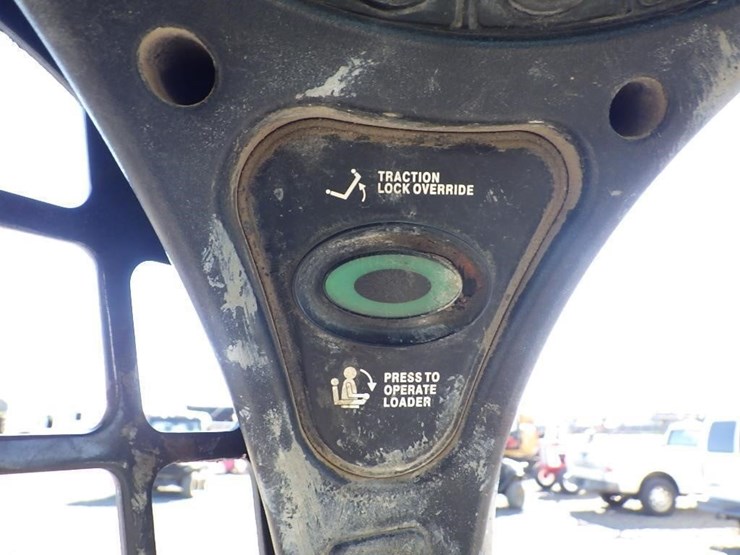 TRACTION
LOCK OVERRIDE
PRESS TO
OPERATE
LOADER